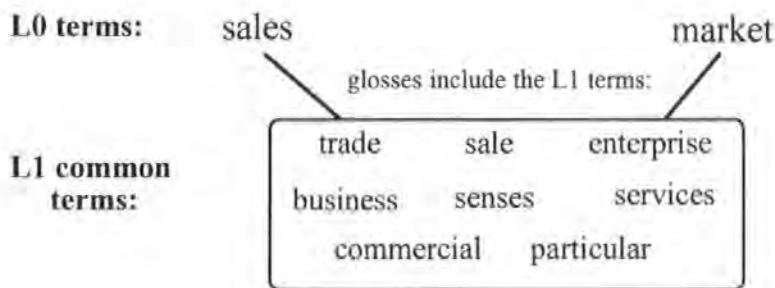 L0 terms: sales market
glosses include the L1 terms:
trade sale enterprise
L1 common terms:
business senses services
commercial particular